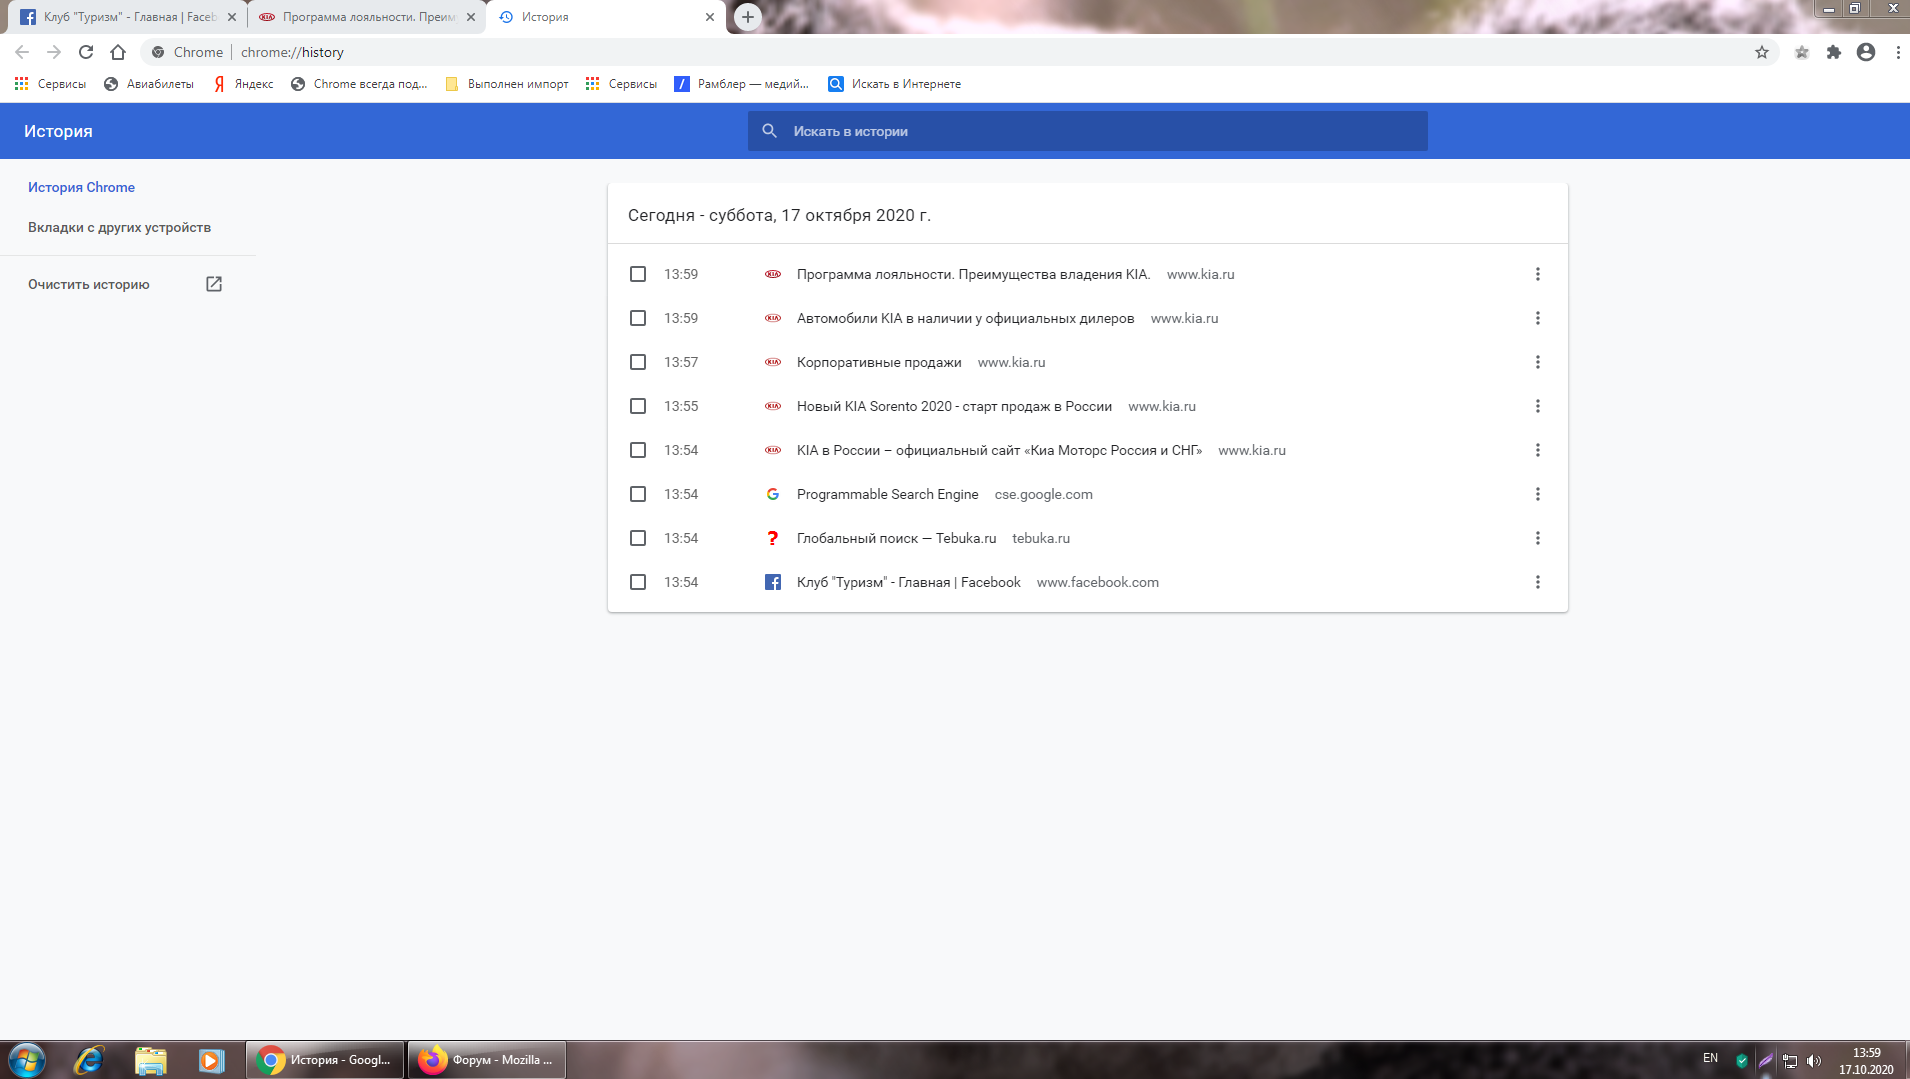 Клуб "Туризм" - Главная | Faceb
Программа лояльности. Преим
История
Chrome
chrome://history
Сервисы
Авиабилеты
Яндекс
Chrome всегда под...
Выполнен импорт
Сервисы
Рамблер — медий...
Искать в Интернете
История
Искать в истории
История Chrome
Вкладки с других устройств
Очистить историю
Сегодня - суббота, 17 октября 2020 г.
13:59 Программа лояльности. Преимущества владения KIA. www.kia.ru
13:59 Автомобили KIA в наличии у официальных дилеров www.kia.ru
13:57 Корпоративные продажи www.kia.ru
13:55 Новый KIA Sorento 2020 - старт продаж в России www.kia.ru
13:54 KIA в России – официальный сайт «Киа Моторс Россия и СНГ» www.kia.ru
13:54 Programmable Search Engine cse.google.com
13:54 Глобальный поиск — Tebuka.ru tebuka.ru
13:54 Клуб "Туризм" - Главная | Facebook www.facebook.com
История - Googl...
Форум - Mozilla ...
EN
13:59
17.10.2020